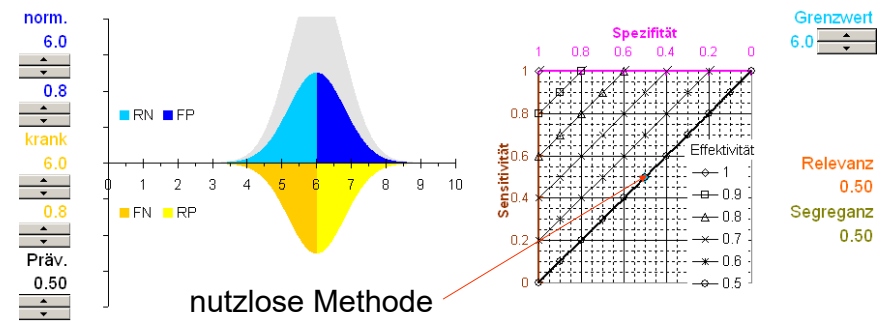 norm.
6.0
0.8
krank
6.0
0.8
Präv.
0.50
RN FP
0 1 2 3 4 5 6 7 8 9 10
FN RP
nutzlose Methode
Spezifität
1 0.8 0.6 0.4 0.2 0
Sensitivität
1
0.8
0.6
0.4
0.2
0
Effektivität
1
0.9
0.8
0.7
0.6
0.5
Grenzwert
6.0
Relevanz
0.50
Segreganz
0.50